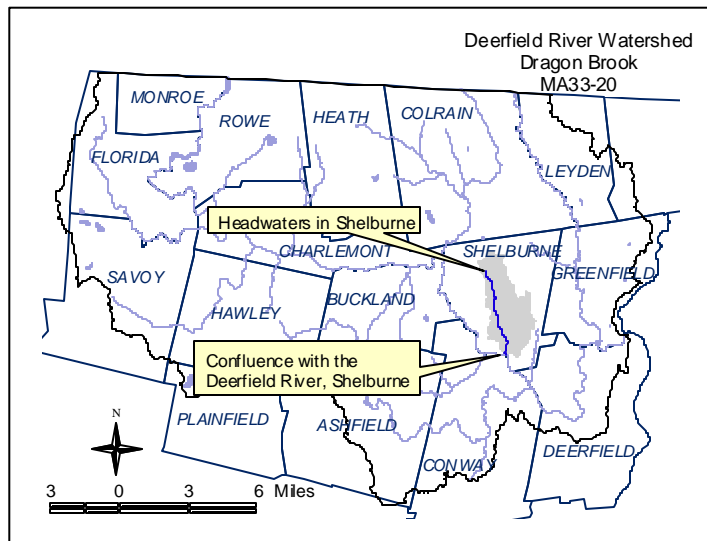 Deerfield River Watershed
Dragon Brook
MA33-20
MONROE
ROWE
HEATH
COLRAIN
FLORIDA
LEYDEN
Headwaters in Shelburne
CHARLEMONT
SHELBURNE
GREENFIELD
SAVOY
HAWLEY
BUCKLAND
Confluence with the
Deerfield River, Shelburne
PLAINFIELD
ASHFIELD
CONWAY
DEERFIELD
N
3 0 3 6 Miles